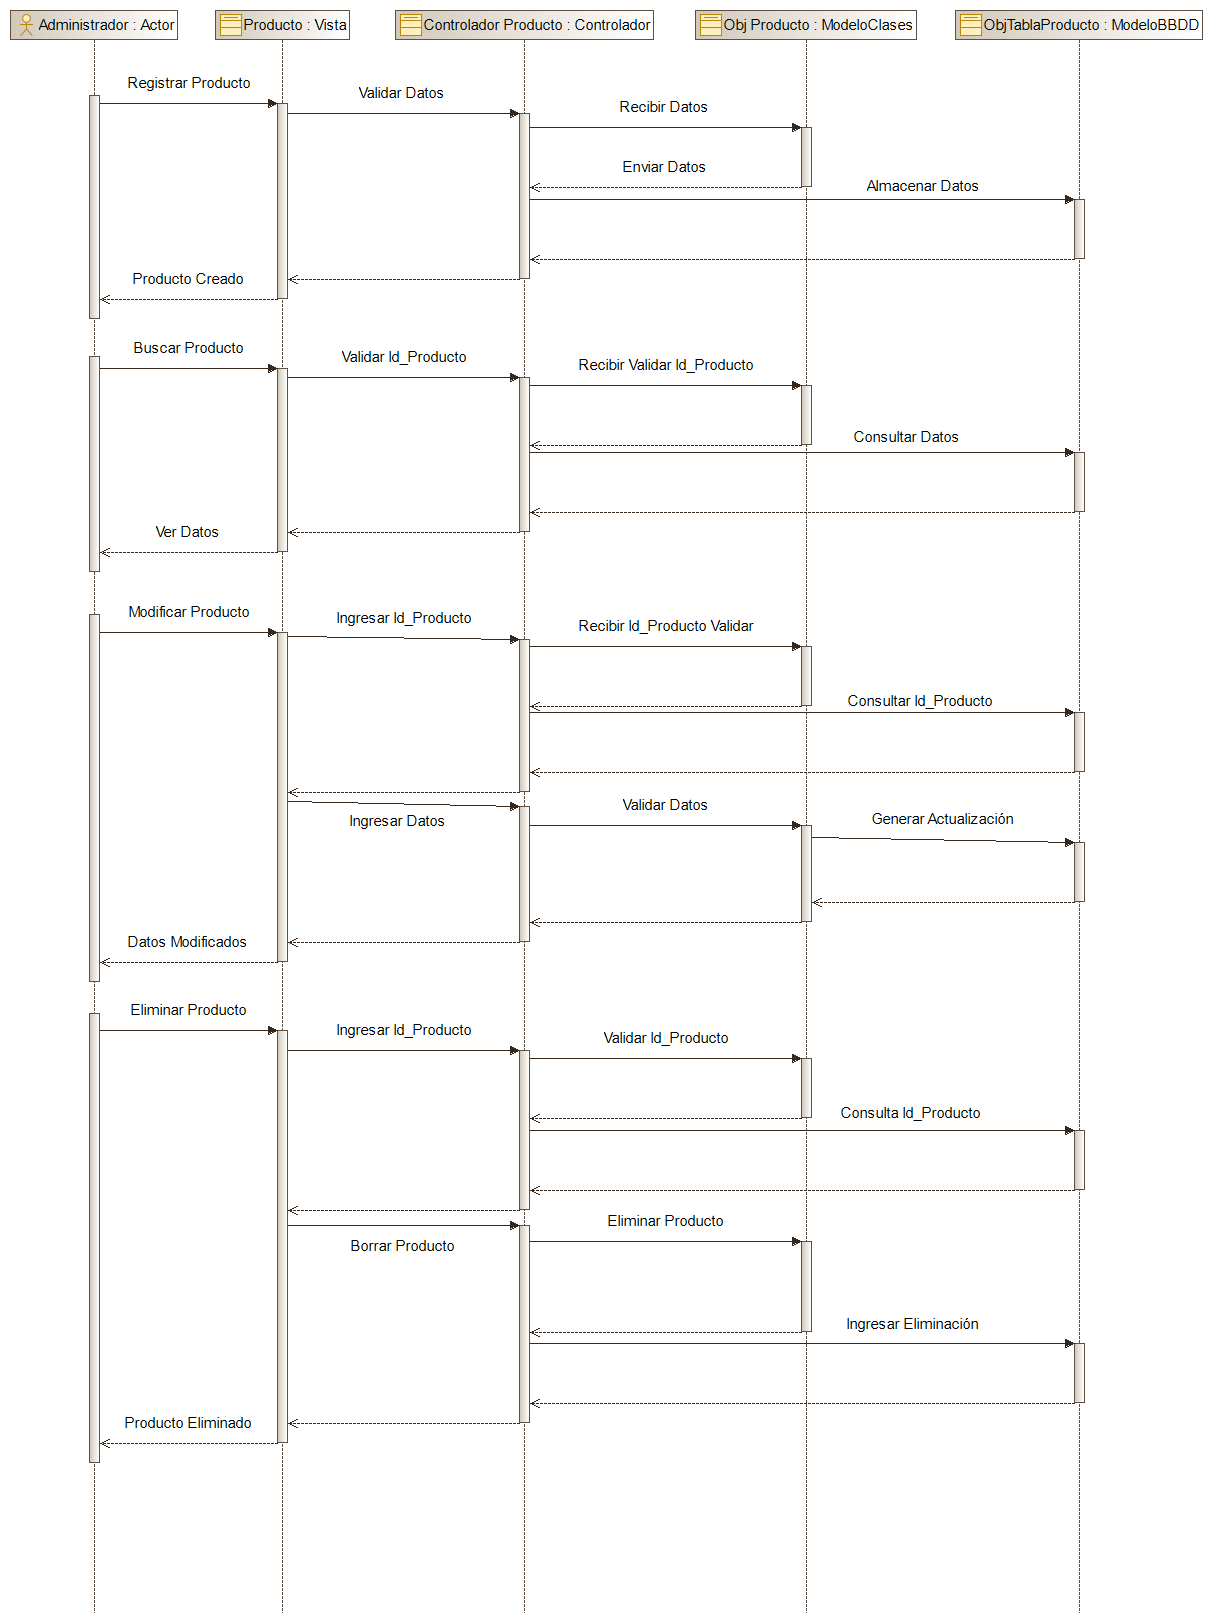 Administrador : Actor
Producto : Vista
Controlador Producto : Controlador
Obj Producto : ModeloClases
ObjTablaProducto : ModeloBBDD
Registrar Producto
Validar Datos
Recibir Datos
Enviar Datos
Almacenar Datos
Producto Creado
Buscar Producto
Validar Id_Producto
Recibir Validar Id_Producto
Consultar Datos
Ver Datos
Modificar Producto
Ingresar Id_Producto
Recibir Id_Producto Validar
Consultar Id_Producto
Ingresar Datos
Validar Datos
Generar Actualización
Datos Modificados
Eliminar Producto
Ingresar Id_Producto
Validar Id_Producto
Consulta Id_Producto
Eliminar Producto
Borrar Producto
Ingresar Eliminación
Producto Eliminado